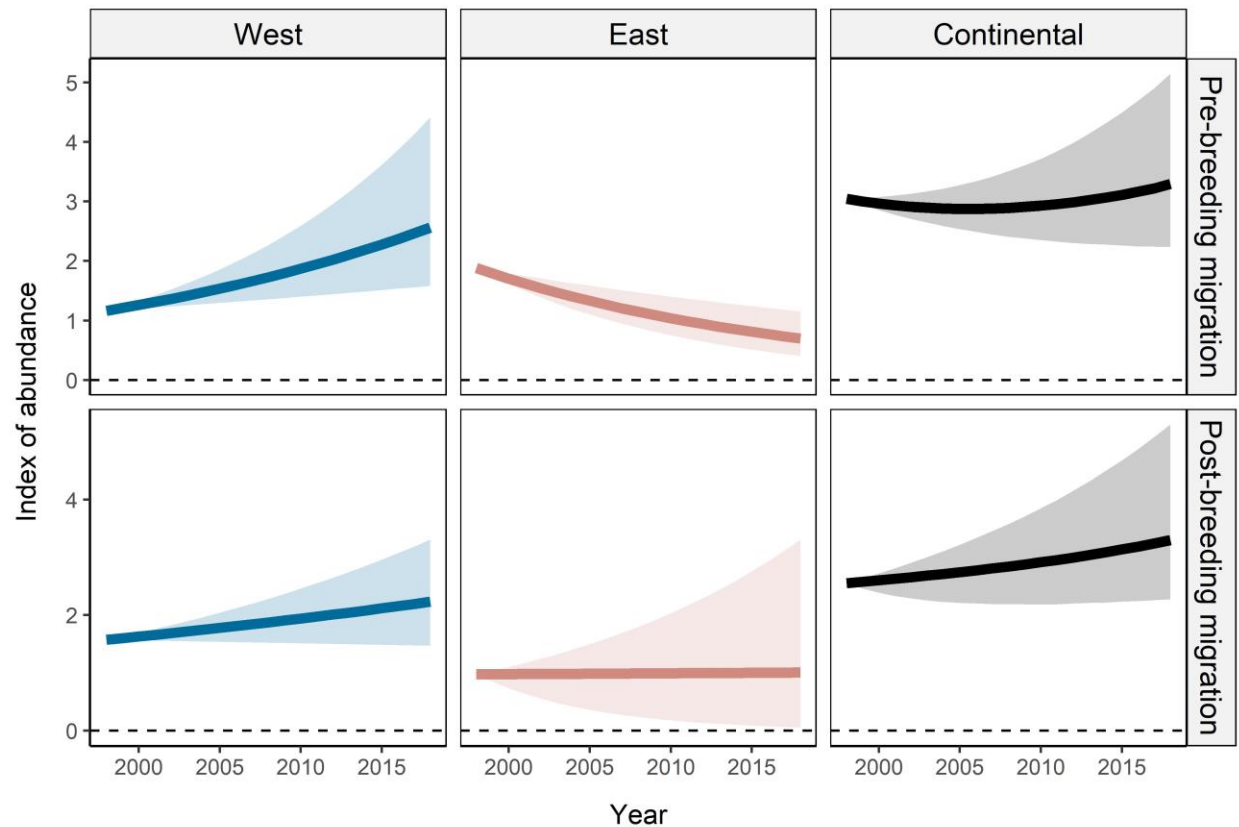 West
East
Continental
5
4
3
2
1
0
Pre-breeding migration
Index of abundance
4
2
0
Post-breeding migration
2000 2005 2010 2015
2000 2005 2010 2015
2000 2005 2010 2015
Year